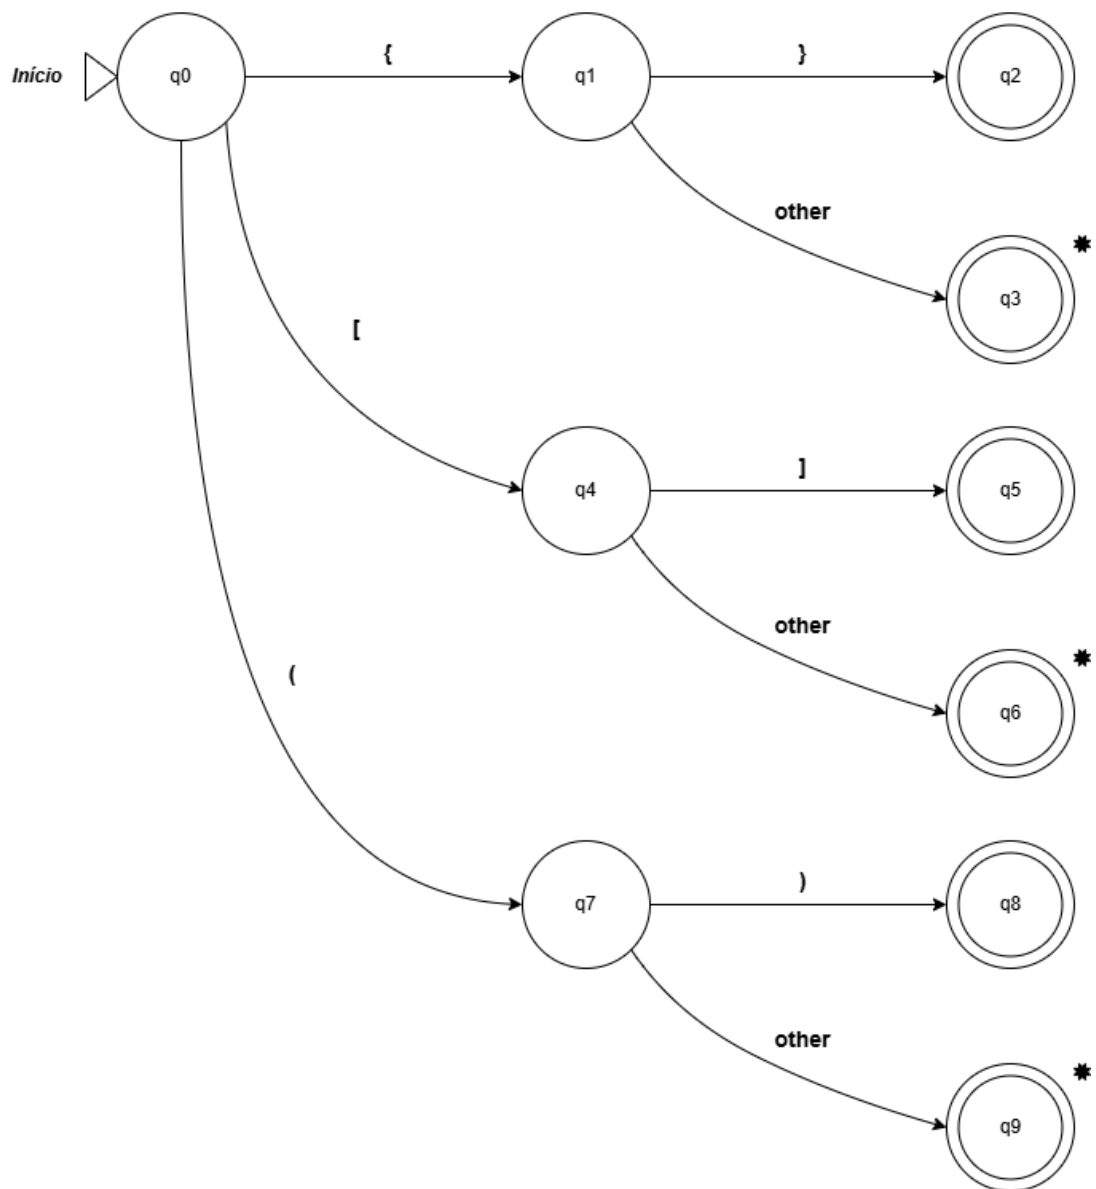 Início
q0
{
q1
}
q2
other
*
q3
[
q4
]
q5
other
*
q6
(
q7
)
q8
other
*
q9